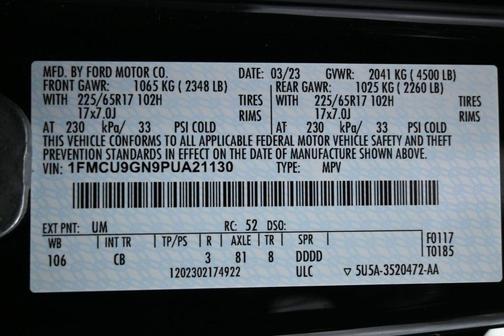 MFD. BY FORD MOTOR CO.
DATE: 03/23 GVWR: 2041 KG ( 4500 LB)
FRONT GAWR: 1065 KG ( 2348 LB) REAR GAWR: 1025 KG ( 2260 LB)
WITH 225/65R17 102H TIRES WITH 225/65R17 102H TIRES
17x7.0J RIMS 17x7.0J RIMS
AT 230 kPa/ 33 PSI COLD AT 230 kPa/ 33 PSI COLD
THIS VEHICLE CONFORMS TO ALL APPLICABLE FEDERAL MOTOR VEHICLE SAFETY AND THEFT
PREVENTION STANDARDS IN EFFECT ON THE DATE OF MANUFACTURE SHOWN ABOVE.
VIN: 1FMCU9GN9PUA21130 TYPE: MPV
EXT PNT: UM RC: 52 DSO: F0117
WB INT TR TP/PS R AXLE TR SPR T0185
106 CB 3 81 8 DDDD
1202302174922 ULC ▽ 5U5A-3520472-AA